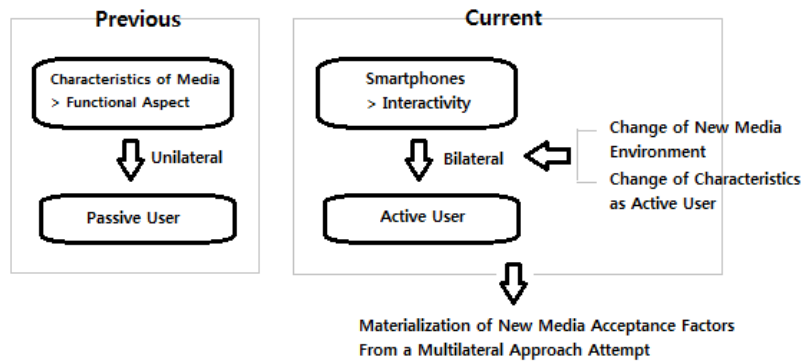 Previous
Characteristics of Media
> Functional Aspect
Unilateral
Passive User
Current
Smartphones
> Interactivity
Bilateral
Active User
Change of New Media
Environment
Change of Characteristics
as Active User
Materialization of New Media Acceptance Factors
From a Multilateral Approach Attempt